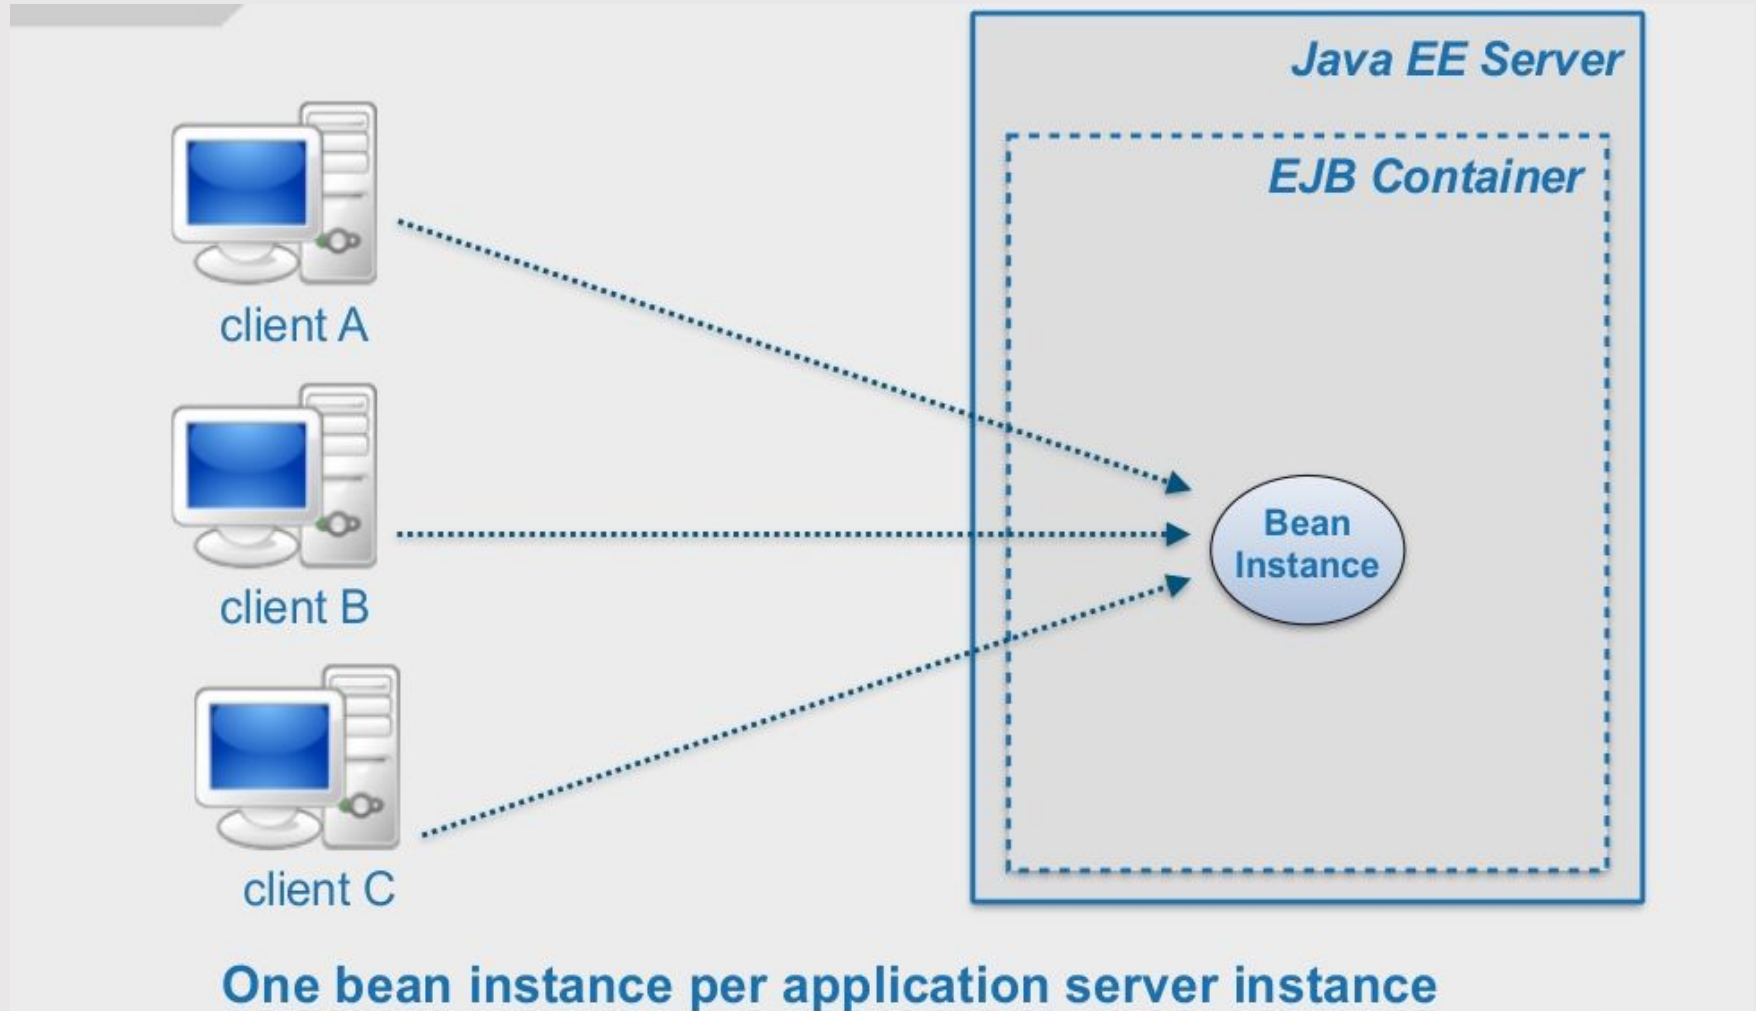 Java EE Server
EJB Container
client A
client B
client C
Bean
Instance
One bean instance per application server instance